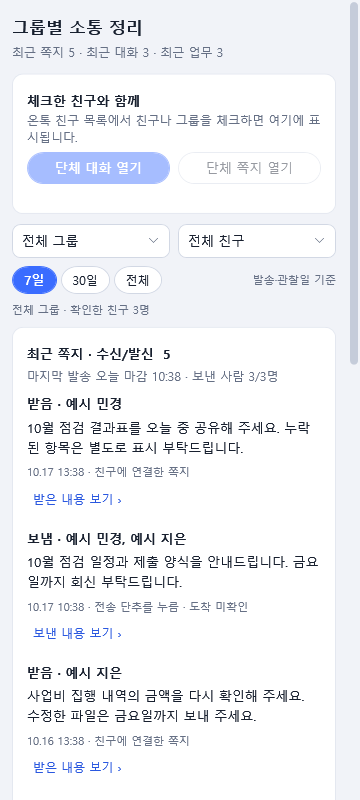 그룹별 소통 정리
최근 쪽지 5 · 최근 대화 3 · 최근 업무 3
체크한 친구와 함께
온톡 친구 목록에서 친구나 그룹을 체크하면 여기에 표
시됩니다.
단체 대화 열기
단체 쪽지 열기
전체 그룹
전체 친구
7일
30일
전체
발송·관찰일 기준
전체 그룹 · 확인한 친구 3명
최근 쪽지 · 수신/발신 5
마지막 발송 오늘 마감 10:38 · 보낸 사람 3/3명
받음 · 예시 민경
10월 점검 결과표를 오늘 중 공유해 주세요. 누락
된 항목은 별도로 표시 부탁드립니다.
10.17 13:38 · 친구에 연결한 쪽지
받은 내용 보기 ›
보냄 · 예시 민경, 예시 지은
10월 점검 일정과 제출 양식을 안내드립니다. 금요
일까지 회신 부탁드립니다.
10.17 10:38 · 전송 단추를 누름 · 도착 미확인
보낸 내용 보기 ›
받음 · 예시 지은
사업비 집행 내역의 금액을 다시 확인해 주세요.
수정한 파일은 금요일까지 보내 주세요.
10.16 13:38 · 친구에 연결한 쪽지
받은 내용 보기 ›